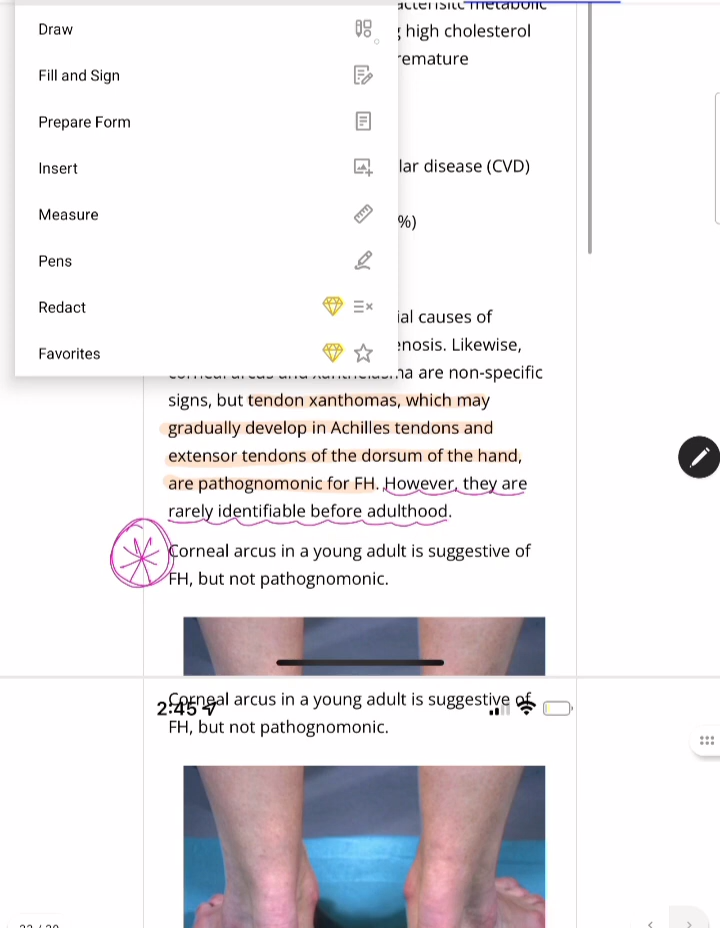 Draw
Fill and Sign
Prepare Form
Insert
Measure
Pens
Redact
Favorites
metabolic
high cholesterol
lar disease (CVD)
%)
ial causes of
nosis. Likewise,
are non-specific
signs, but tendon xanthomas, which may
gradually develop in Achilles tendons and
extensor tendons of the dorsum of the hand,
are pathognomonic for FH. However, they are
rarely identifiable before adulthood.
Corneal arcus in a young adult is suggestive of
FH, but not pathognomonic.
Corneal arcus in a young adult is suggestive of
2:45
FH, but not pathognomonic.